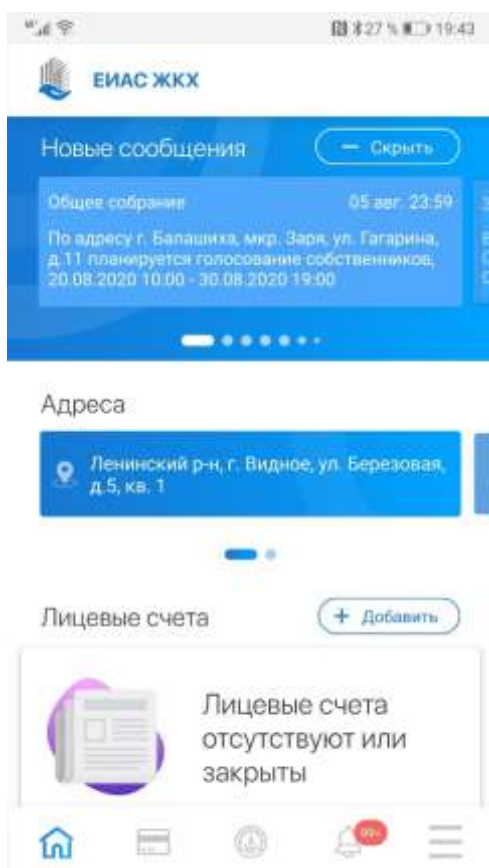 27 % 19:43
ЕИАС ЖКХ
Новые сообщения
— Скрыть
Общее собрание 05 авг. 23:59
По адресу г. Балашиха, мкр. Заря, ул. Гагарина,
д.11 планируется голосование собственников,
20.08.2020 10:00 - 30.08.2020 19:00
Адреса
Ленинский р-н, г. Видное, ул. Березовая,
д.5, кв. 1
Лицевые счета
+ Добавить
Лицевые счета
отсутствуют или
закрыты
99+